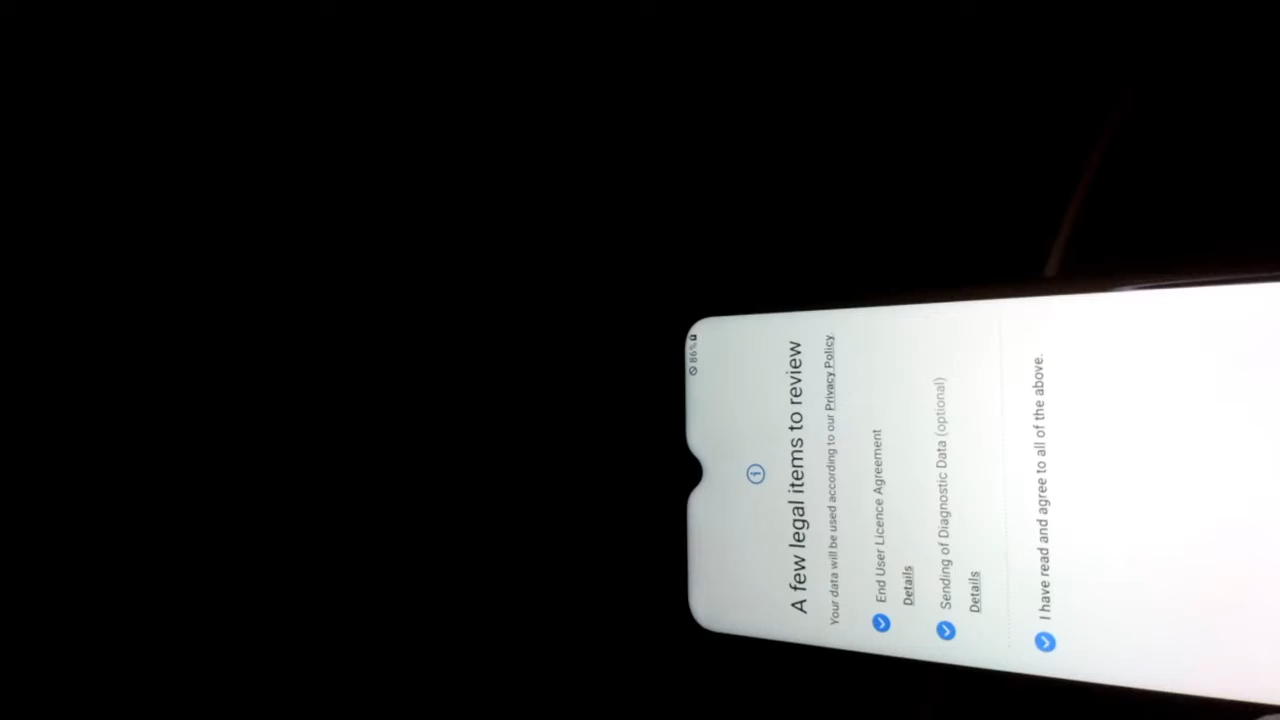 86%
A few legal items to review
Your data will be used according to our Privacy Policy.
End User Licence Agreement
Details
Sending of Diagnostic Data (optional)
Details
I have read and agree to all of the above.